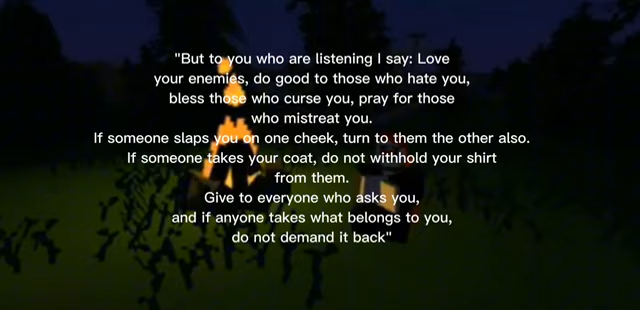 "But to you who are listening I say: Love
your enemies, do good to those who hate you,
bless those who curse you, pray for those
who mistreat you.
If someone slaps you on one cheek, turn to them the other also.
If someone takes your coat, do not withhold your shirt
from them.
Give to everyone who asks you,
and if anyone takes what belongs to you,
do not demand it back"